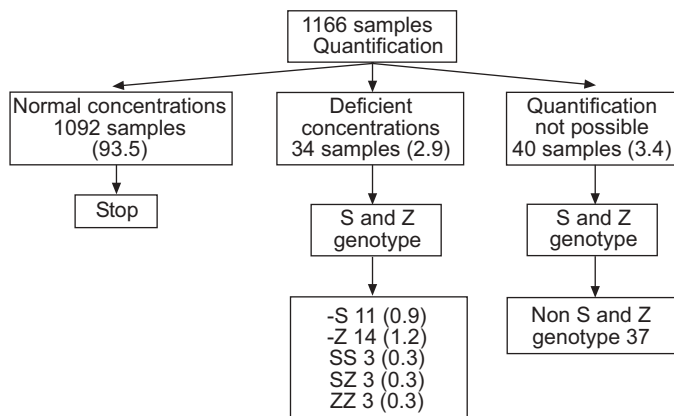 1166 samples
Quantification
Normal concentrations
1092 samples
(93.5)
Deficient
concentrations
34 samples (2.9)
Quantification
not possible
40 samples (3.4)
Stop
S and Z
genotype
S and Z
genotype
-S 11 (0.9)
-Z 14 (1.2)
SS 3 (0.3)
SZ 3 (0.3)
ZZ 3 (0.3)
Non S and Z
genotype 37